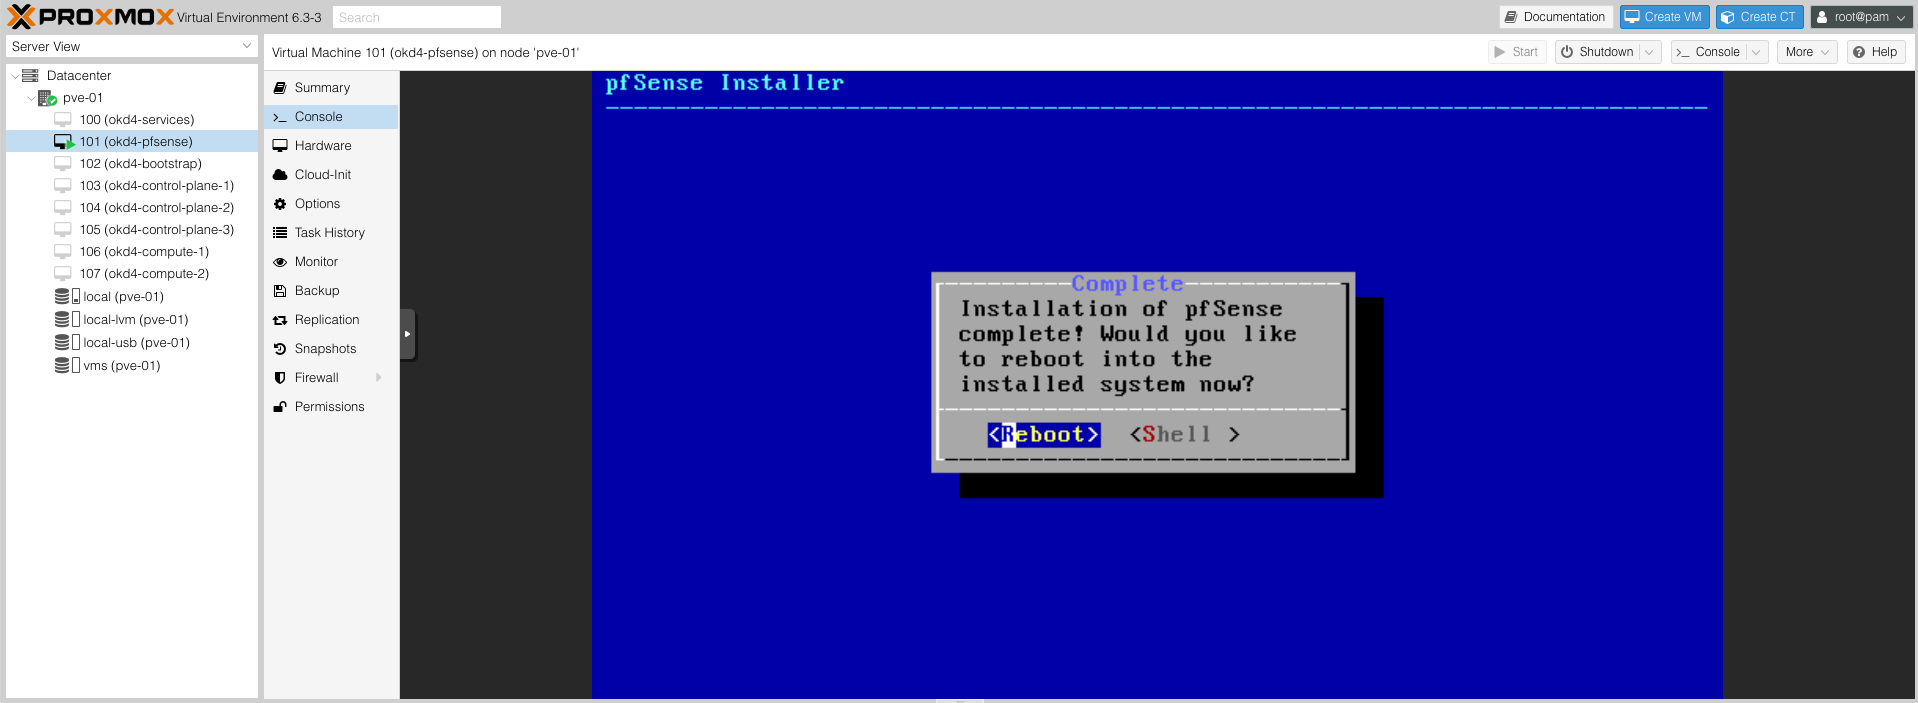 PROXMOX Virtual Environment 6.3-3 Search Documentation Create VM Create CT root@pam
Server View
Datacenter
pve-01
100 (okd4-services)
101 (okd4-pfsense)
102 (okd4-bootstrap)
103 (okd4-control-plane-1)
104 (okd4-control-plane-2)
105 (okd4-control-plane-3)
106 (okd4-compute-1)
107 (okd4-compute-2)
local (pve-01)
local-lvm (pve-01)
local-usb (pve-01)
vms (pve-01)
Virtual Machine 101 (okd4-pfsense) on node 'pve-01' Start Shutdown >_ Console More Help
Summary
>_ Console
Hardware
Cloud-Init
Options
Task History
Monitor
Backup
Replication
Snapshots
Firewall
Permissions
pfSense Installer
Complete
Installation of pfSense
complete! Would you like
to reboot into the
installed system now?
<Reboot> <Shell >